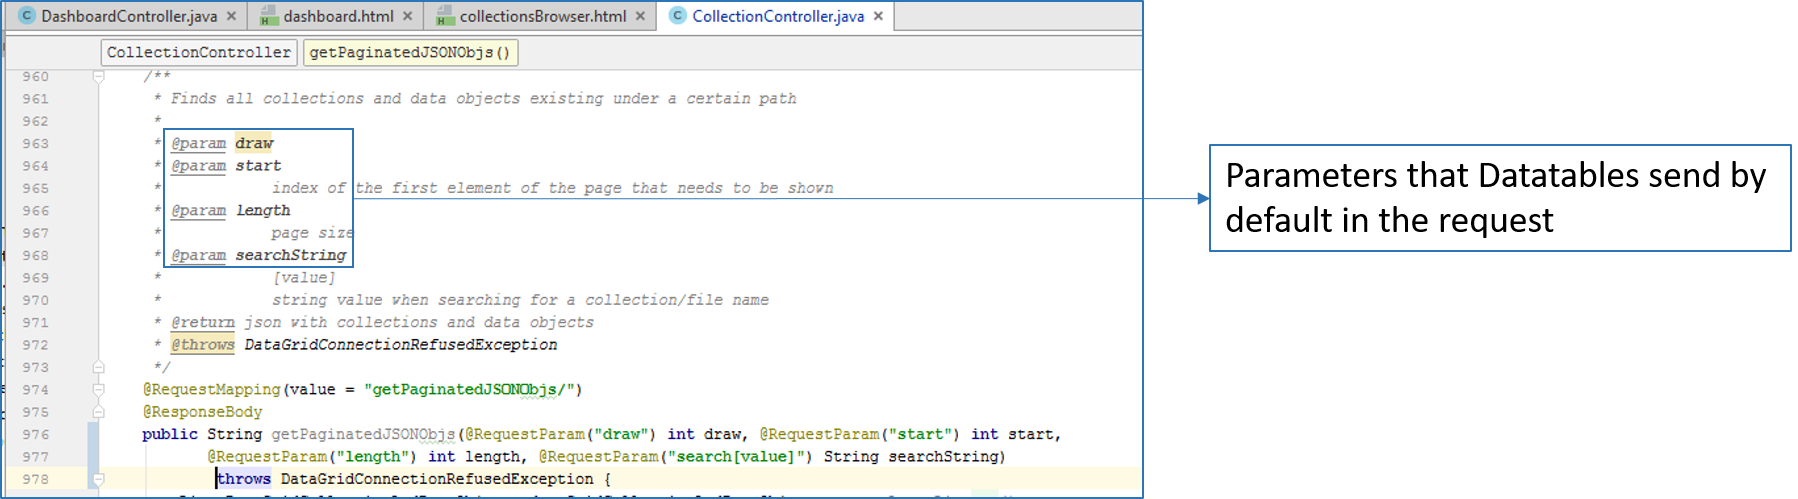 DashboardController.java × dashboard.html × collectionsBrowser.html × CollectionController.java ×
CollectionController getPaginatedJSONObjs()
960 /**
961 * Finds all collections and data objects existing under a certain path
962 *
963 * @param draw
964 * @param start
965 * index of the first element of the page that needs to be shown
966 * @param length
967 * page size
968 * @param searchString
969 * [value]
970 * string value when searching for a collection/file name
971 * @return json with collections and data objects
972 * @throws DataGridConnectionRefusedException
973 */
974 @RequestMapping(value = "getPaginatedJSONObjs/")
975 @ResponseBody
976 public String getPaginatedJSONObjs(@RequestParam("draw") int draw, @RequestParam("start") int start,
977 @RequestParam("length") int length, @RequestParam("search[value]") String searchString)
978 throws DataGridConnectionRefusedException {
Parameters that Datatables send by
default in the request